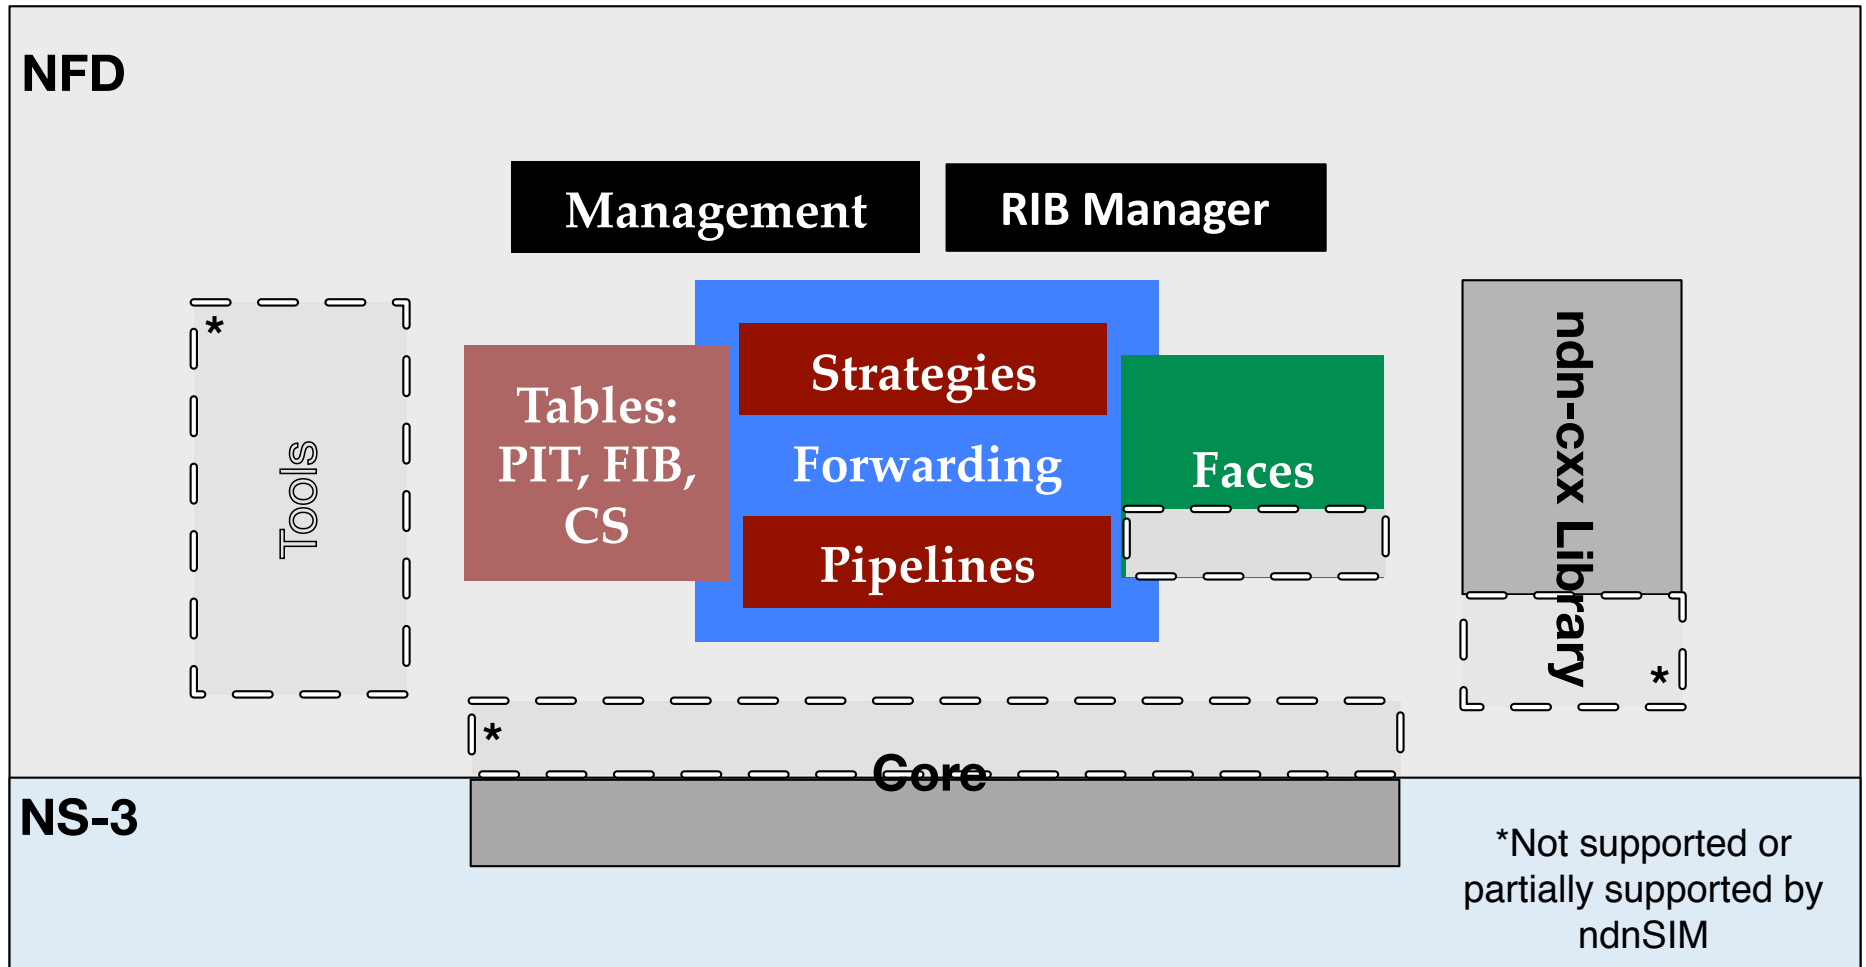 NFD
Management
RIB Manager
*
Tools
Tables:
PIT, FIB,
CS
Strategies
Forwarding
Pipelines
Faces
ndn-cxx Library
*
*
Core
NS-3
*Not supported or
partially supported by
ndnSIM